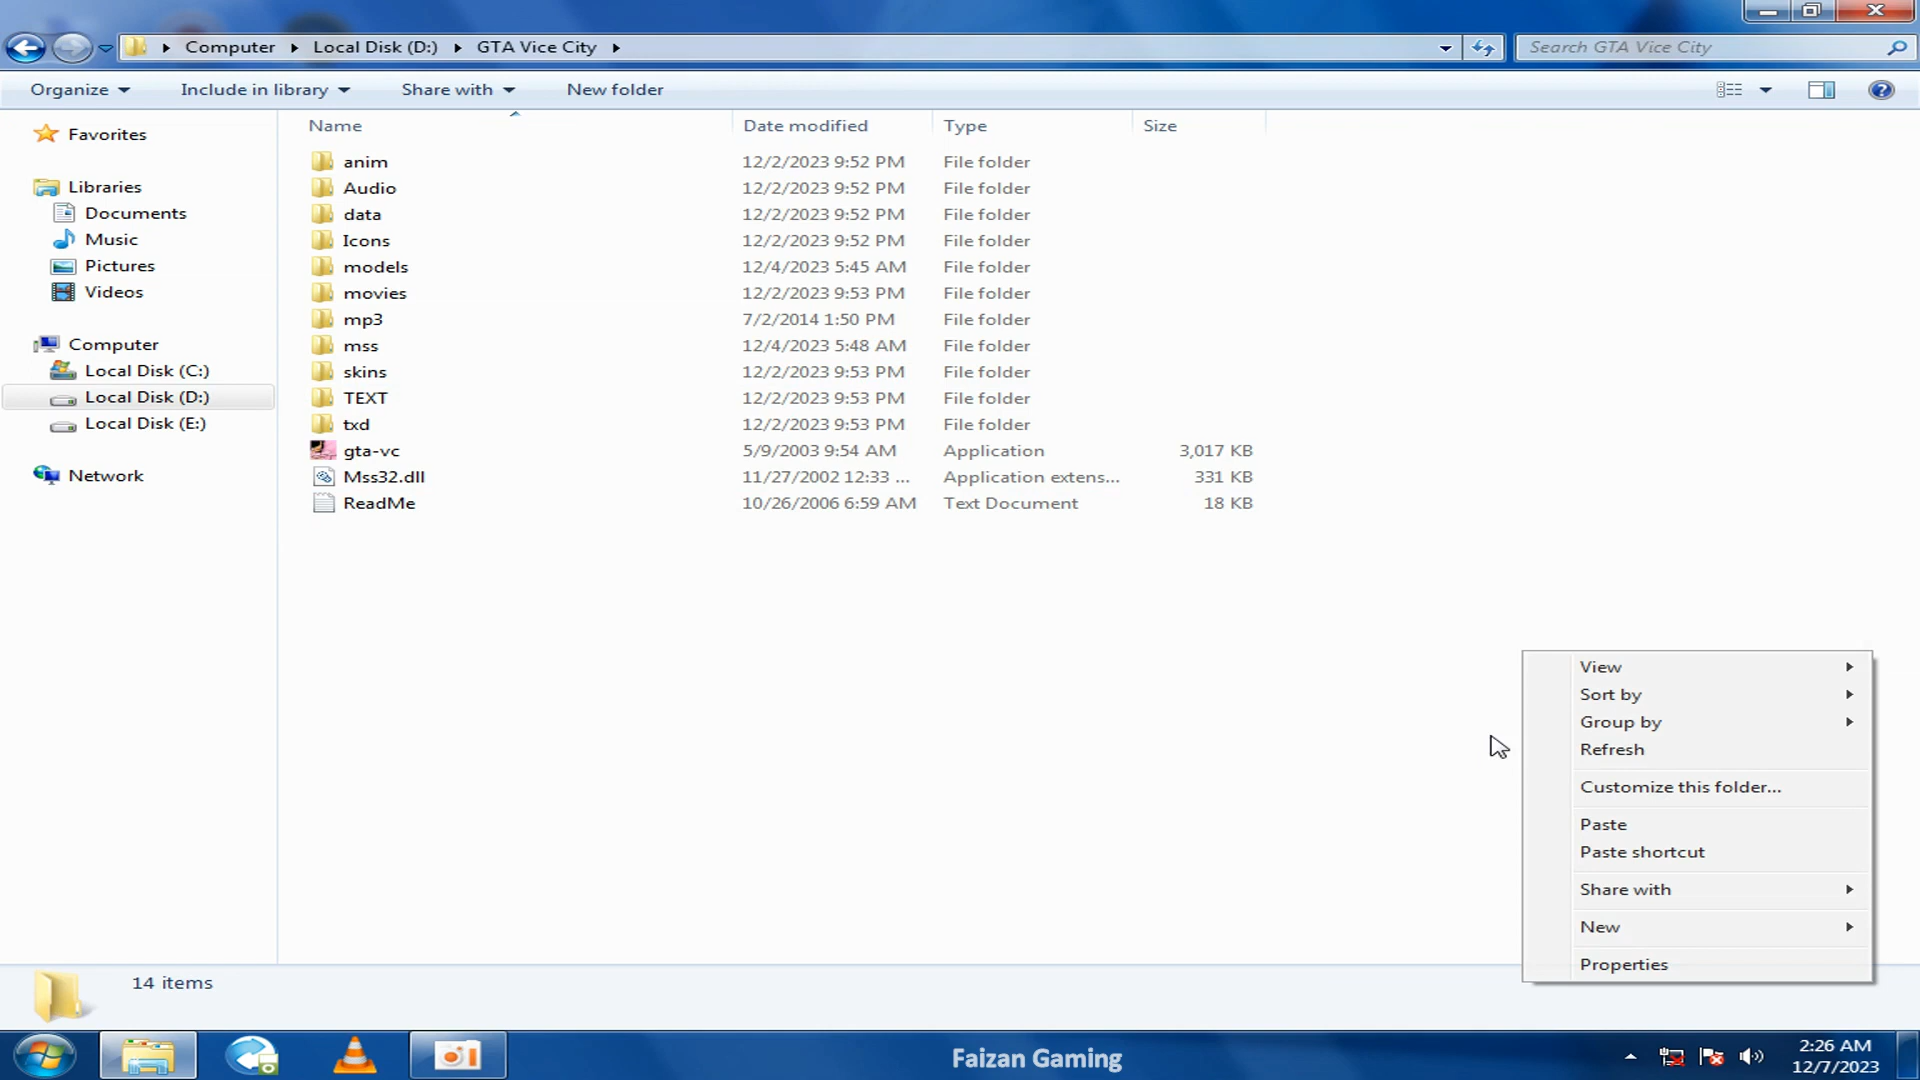 Computer Local Disk (D:) GTA Vice City Search GTA Vice City
Organize Include in library Share with New folder
Favorites
Libraries
Documents
Music
Pictures
Videos
Computer
Local Disk (C:)
Local Disk (D:)
Local Disk (E:)
Network
Name Date modified Type Size
anim 12/2/2023 9:52 PM File folder
Audio 12/2/2023 9:52 PM File folder
data 12/2/2023 9:52 PM File folder
Icons 12/2/2023 9:52 PM File folder
models 12/4/2023 5:45 AM File folder
movies 12/2/2023 9:53 PM File folder
mp3 7/2/2014 1:50 PM File folder
mss 12/4/2023 5:48 AM File folder
skins 12/2/2023 9:53 PM File folder
TEXT 12/2/2023 9:53 PM File folder
txd 12/2/2023 9:53 PM File folder
gta-vc 5/9/2003 9:54 AM Application 3,017 KB
Mss32.dll 11/27/2002 12:33 ... Application extens... 331 KB
ReadMe 10/26/2006 6:59 AM Text Document 18 KB
View
Sort by
Group by
Refresh
Customize this folder...
Paste
Paste shortcut
Share with
New
Properties
14 items
Faizan Gaming
2:26 AM
12/7/2023